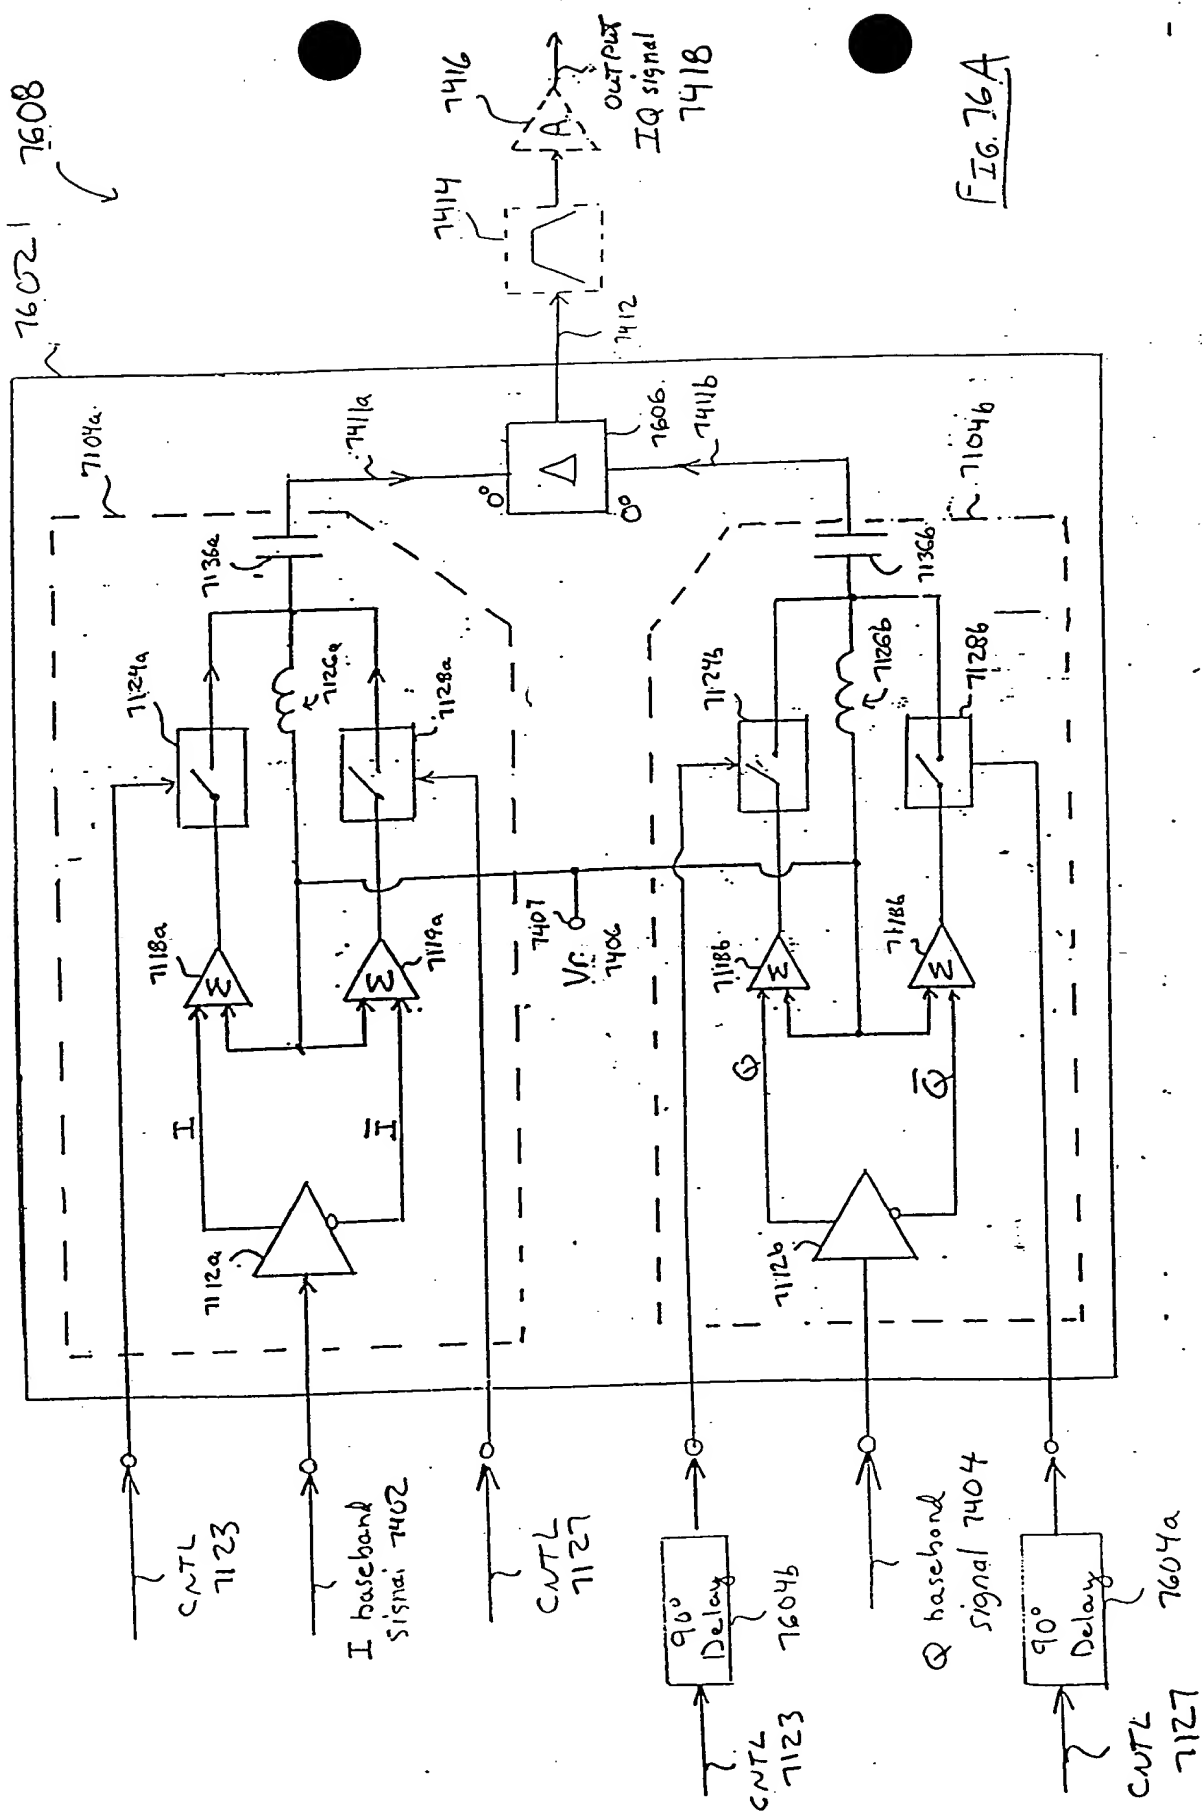 7602
7608
7104a
7411a
7136a
7124a
7126a
7128a
7118a
7119a
Σ
Σ
I
I̅
7112a
CNTL
7123
I baseband
signal 7402
CNTL
7127
0°
Δ
0°
7606
7411b
7412
7414
7416
A
OUTPUT
IQ signal
7418
7407
Vr
7406
7104b
7136b
7124b
7126b
7128b
7118b
7118b
Σ
Σ
Q
Q̅
7112b
90°
Delay
7604b
CNTL
7123
Q baseband
signal 7404
90°
Delay
7604a
CNTL
7127
FIG. 76A